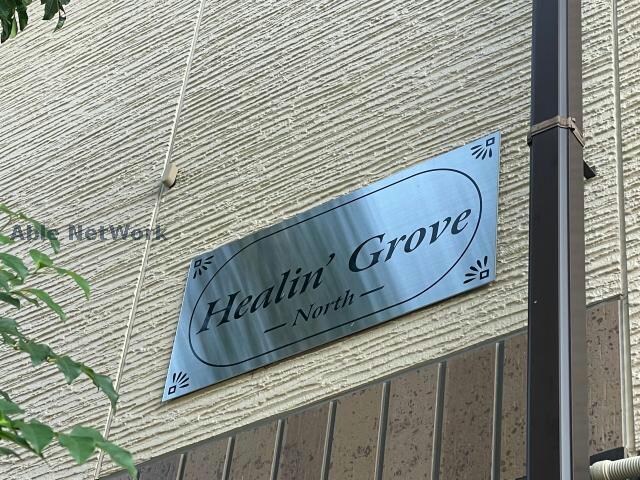 Able NetWork
Healin' Grove
North